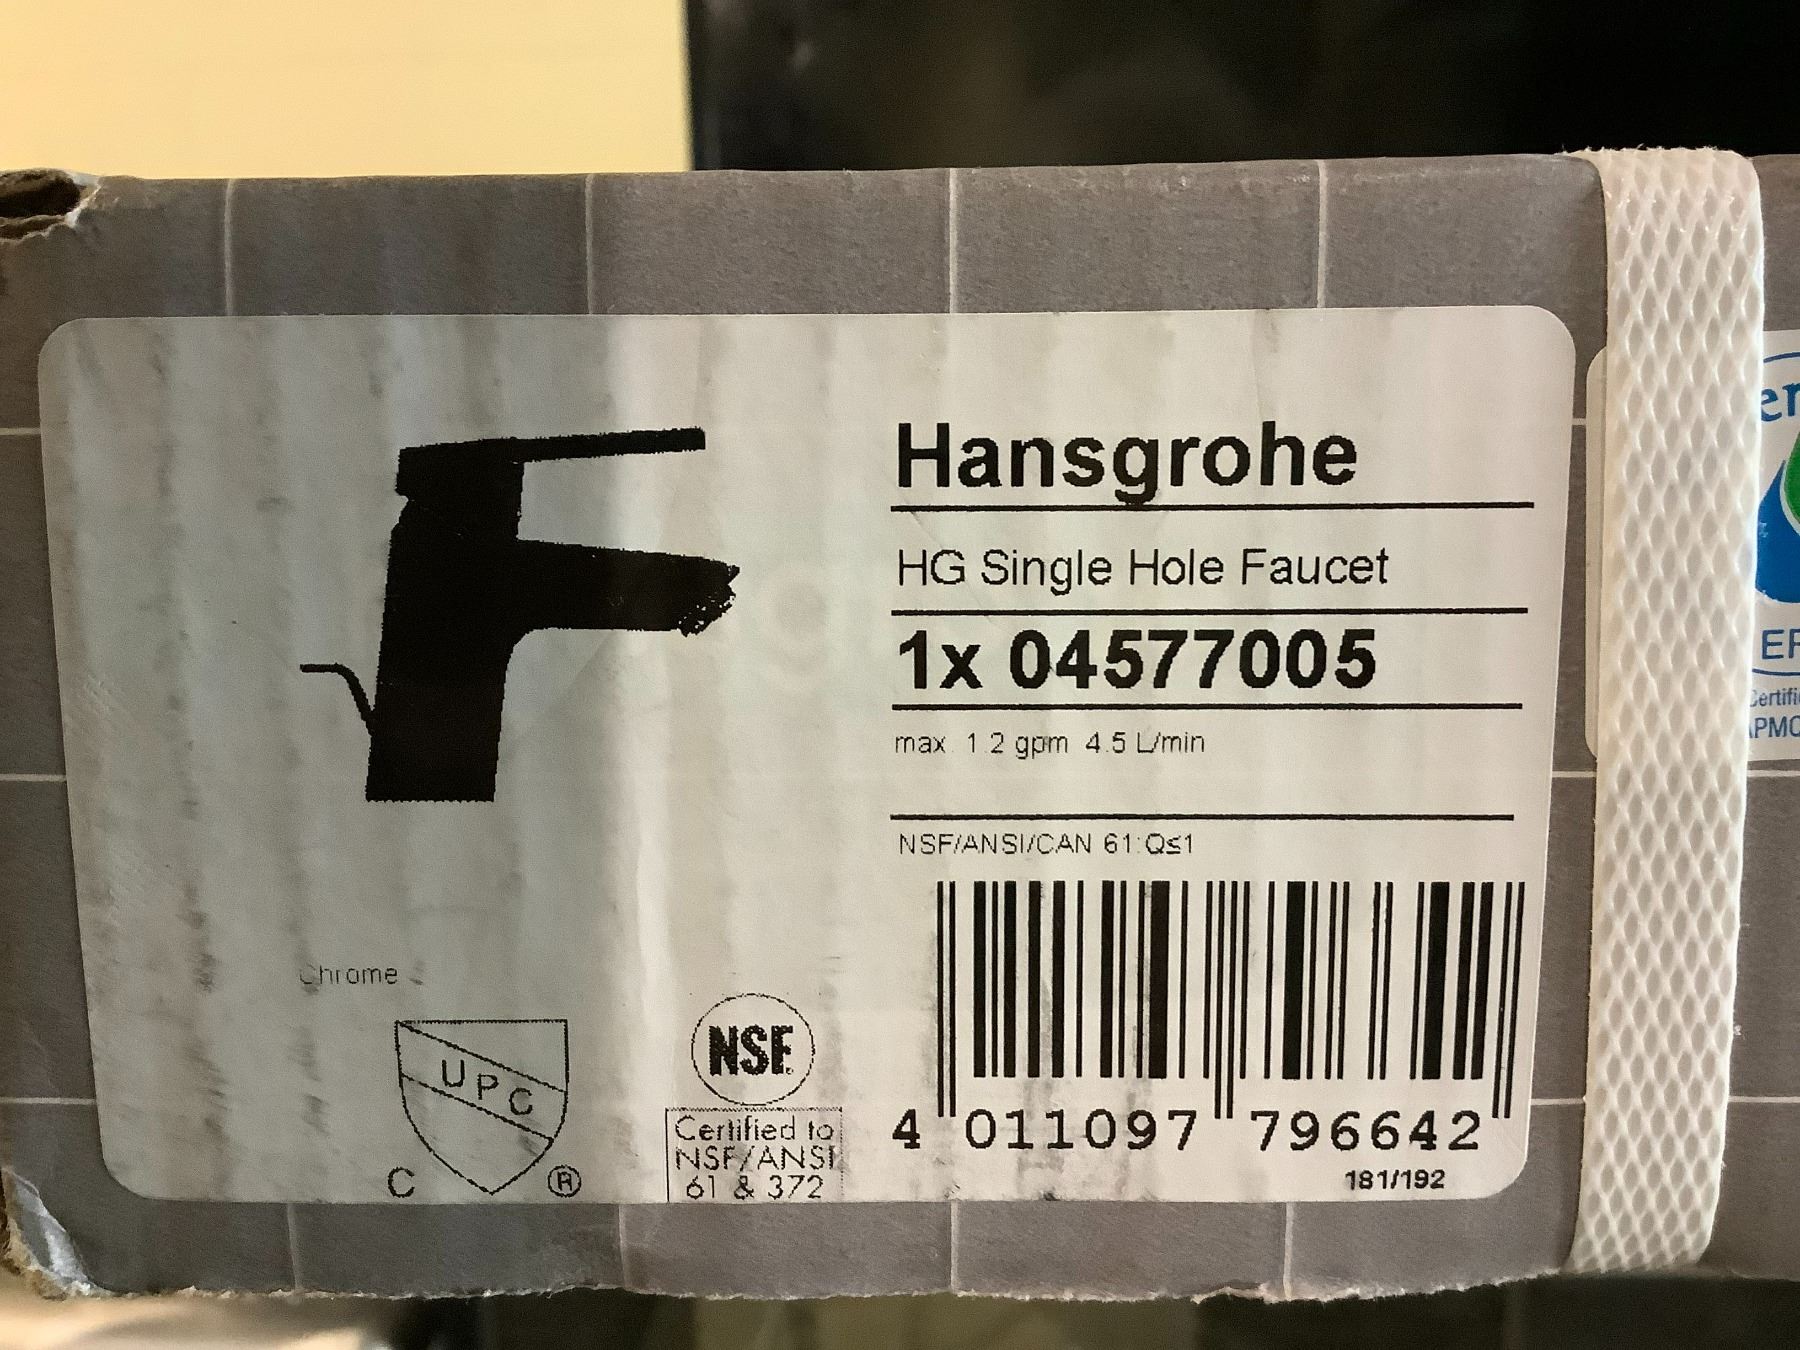 Hansgrohe
HG Single Hole Faucet
1x 04577005
max. 1.2 gpm 4.5 L/min
NSF/ANSI/CAN 61:Q≤1
Chrome
UPC
C ®
NSF
Certified to
NSF/ANSI
61 & 372
4 011097 796642
181/192